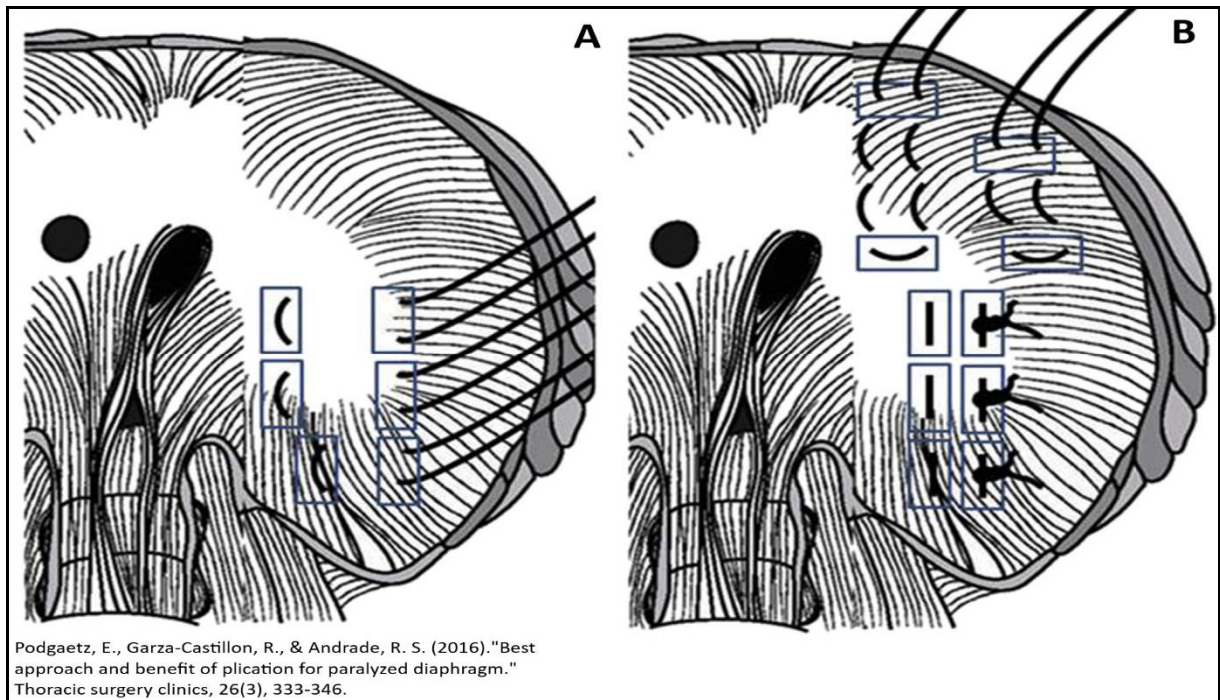 A
B
Podgaetz, E., Garza-Castillon, R., & Andrade, R. S. (2016)."Best
approach and benefit of plication for paralyzed diaphragm."
Thoracic surgery clinics, 26(3), 333-346.